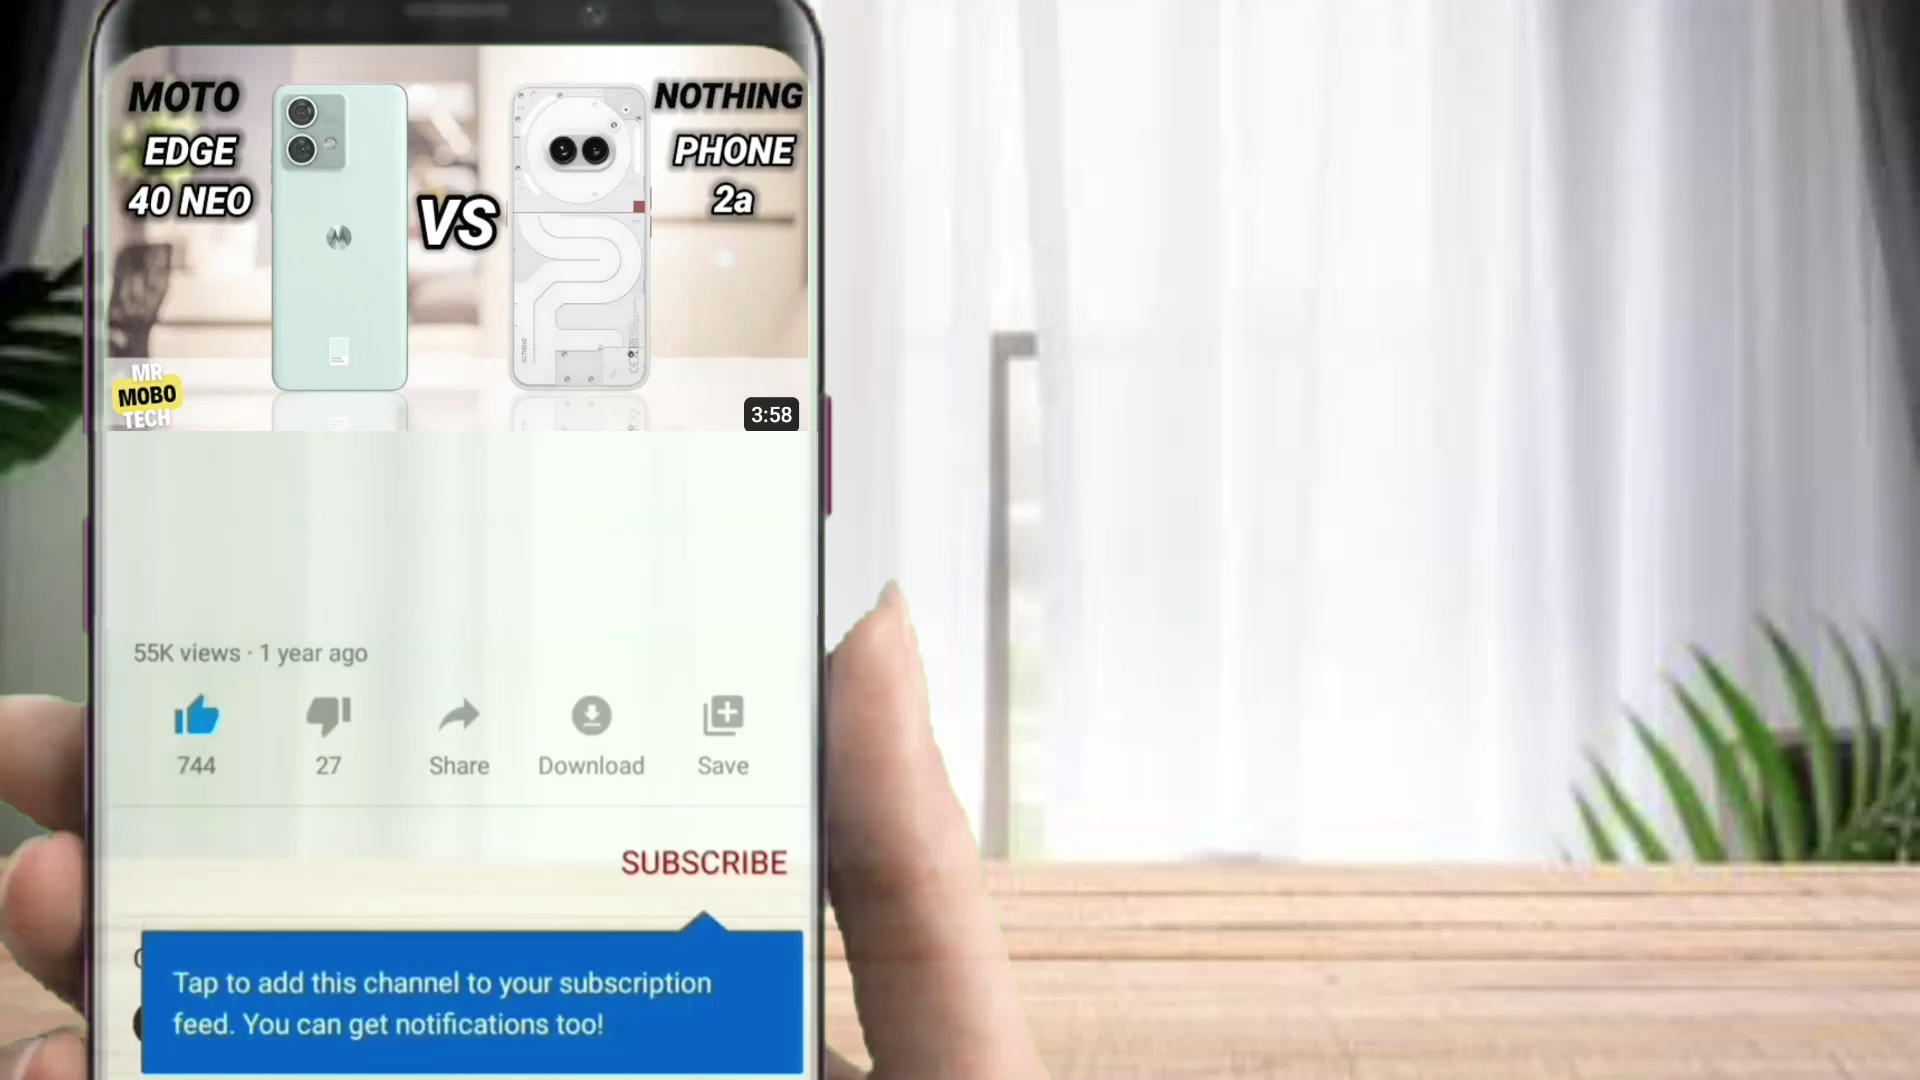 MOTO
EDGE
40 NEO
VS
NOTHING
PHONE
2a
MR
MOBO
TECH
3:58
55K views · 1 year ago
744
27
Share
Download
Save
SUBSCRIBE
Tap to add this channel to your subscription
feed. You can get notifications too!